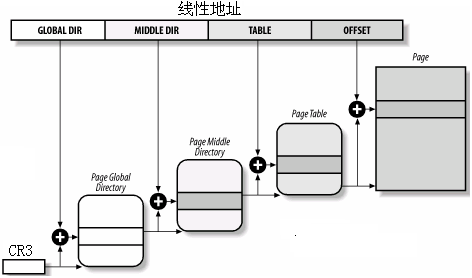 线性地址
GLOBAL DIR MIDDLE DIR TABLE OFFSET
Page
Page Table
Page Middle
Directory
Page Global
Directory
CR3